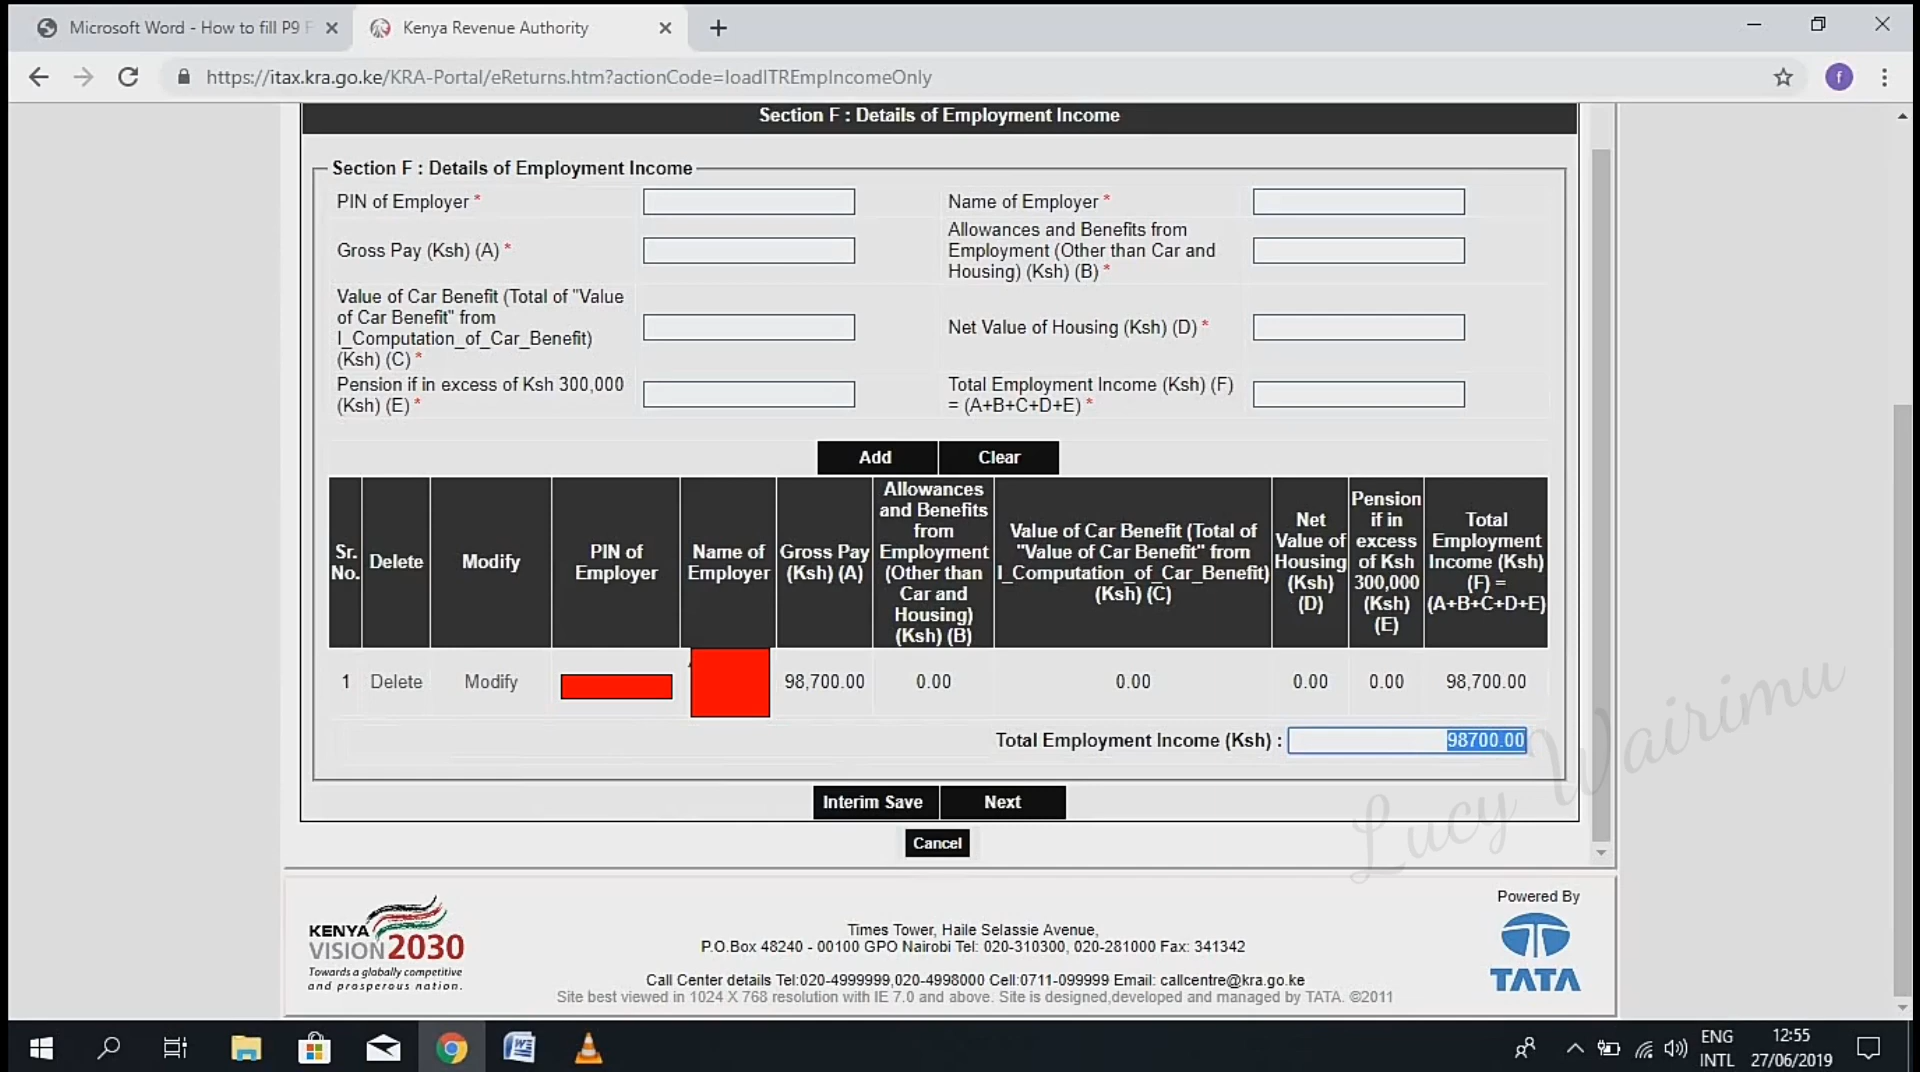 Microsoft Word - How to fill P9 F
Kenya Revenue Authority
https://itax.kra.go.ke/KRA-Portal/eReturns.htm?actionCode=loadITREmpIncomeOnly
f
Section F : Details of Employment Income
Section F : Details of Employment Income
PIN of Employer *
Name of Employer *
Gross Pay (Ksh) (A) *
Allowances and Benefits from
Employment (Other than Car and
Housing) (Ksh) (B) *
Value of Car Benefit (Total of "Value
of Car Benefit" from
I_Computation_of_Car_Benefit)
(Ksh) (C) *
Net Value of Housing (Ksh) (D) *
Pension if in excess of Ksh 300,000
(Ksh) (E) *
Total Employment Income (Ksh) (F)
= (A+B+C+D+E) *
Add
Clear
Sr.
No.
Delete
Modify
PIN of
Employer
Name of
Employer
Gross Pay
(Ksh) (A)
Allowances
and Benefits
from
Employment
(Other than
Car and
Housing)
(Ksh) (B)
Value of Car Benefit (Total of
"Value of Car Benefit" from
I_Computation_of_Car_Benefit)
(Ksh) (C)
Net
Value of
Housing
(Ksh)
(D)
Pension
if in
excess
of Ksh
300,000
(Ksh)
(E)
Total
Employment
Income (Ksh)
(F) =
(A+B+C+D+E)
1 Delete Modify 98,700.00 0.00 0.00 0.00 0.00 98,700.00
Total Employment Income (Ksh) : 98700.00
Lucy Wairimu
Interim Save
Next
Cancel
KENYA
VISION 2030
Towards a globally competitive
and prosperous nation.
Times Tower, Haile Selassie Avenue,
P.O.Box 48240 - 00100 GPO Nairobi Tel: 020-310300, 020-281000 Fax: 341342
Call Center details Tel:020-4999999,020-4998000 Cell:0711-099999 Email: callcentre@kra.go.ke
Site best viewed in 1024 X 768 resolution with IE 7.0 and above. Site is designed,developed and managed by TATA. ©2011
Powered By
TATA
ENG
INTL
12:55
27/06/2019